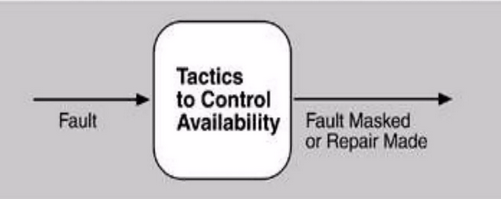 Tactics
to Control
Availability
Fault
Fault Masked
or Repair Made